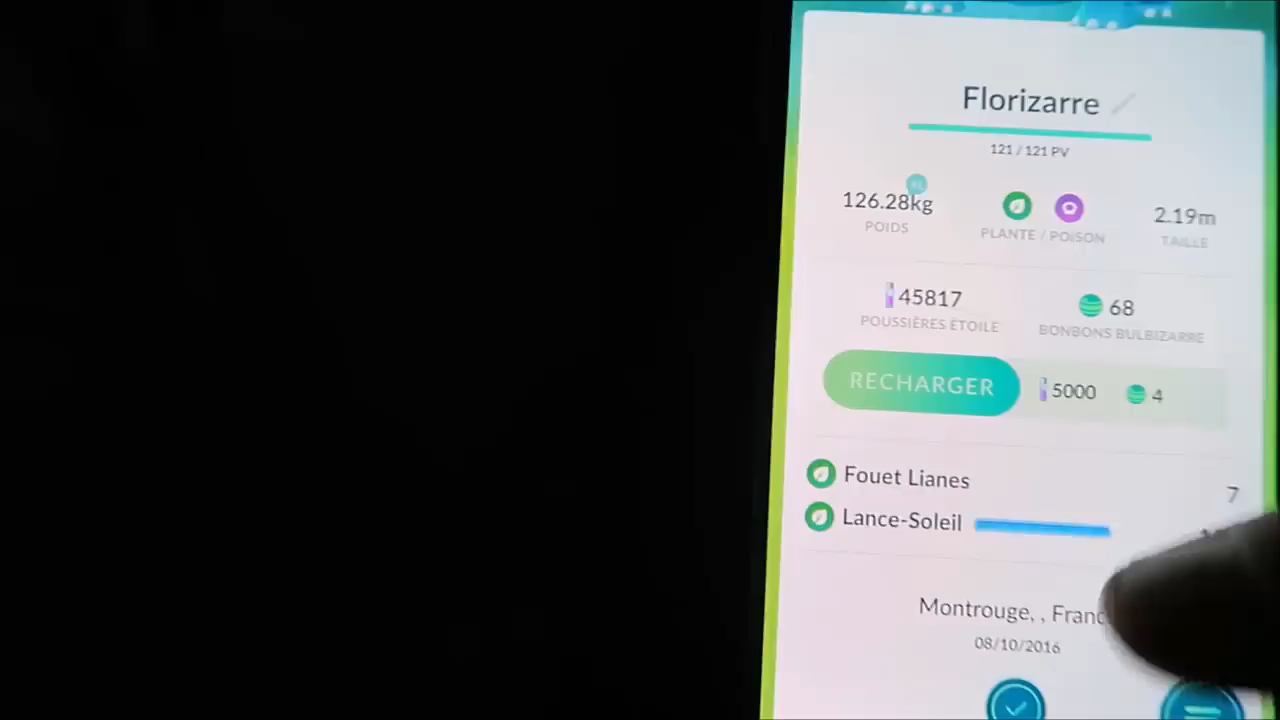 Florizarre
121 / 121 PV
XL
126.28kg
POIDS
PLANTE / POISON
2.19m
TAILLE
45817
POUSSIÈRES ÉTOILE
68
BONBONS BULBIZARRE
RECHARGER
5000
4
Fouet Lianes
7
Lance-Soleil
Montrouge, , Franc
08/10/2016